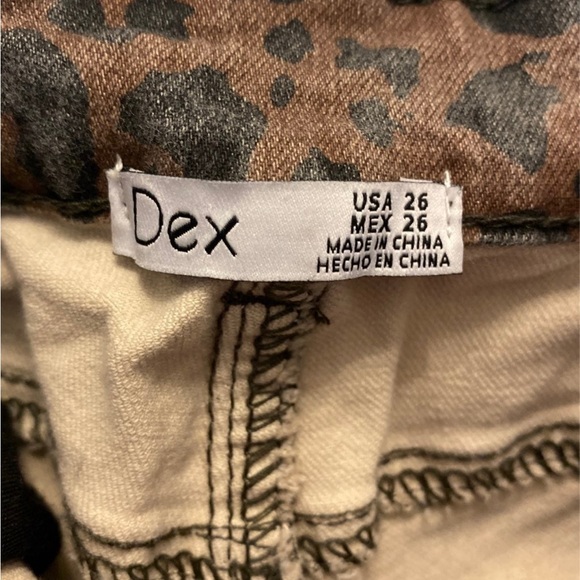 Dex
USA 26
MEX 26
MADE IN CHINA
HECHO EN CHINA